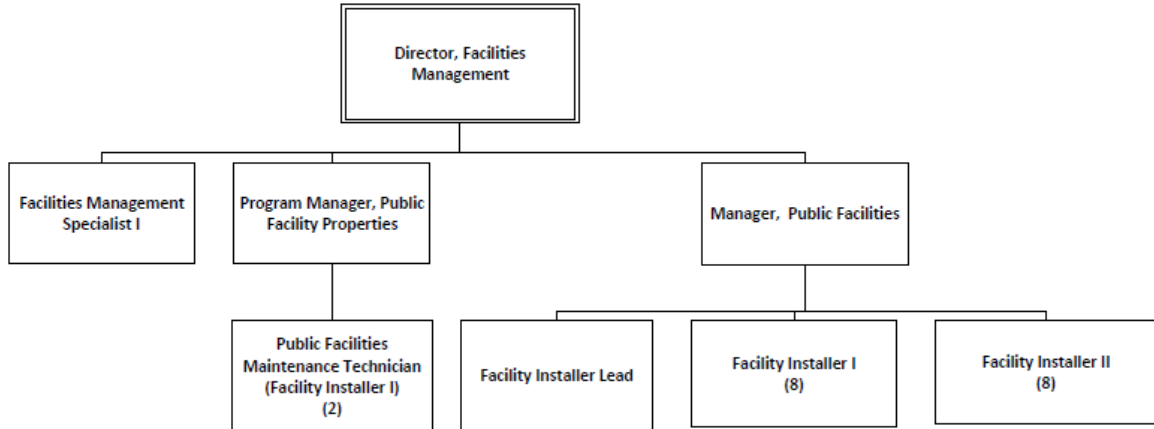 Director, Facilities
Management
Facilities Management
Specialist I
Program Manager, Public
Facility Properties
Manager, Public Facilities
Public Facilities
Maintenance Technician
(Facility Installer I)
(2)
Facility Installer Lead
Facility Installer I
(8)
Facility Installer II
(8)